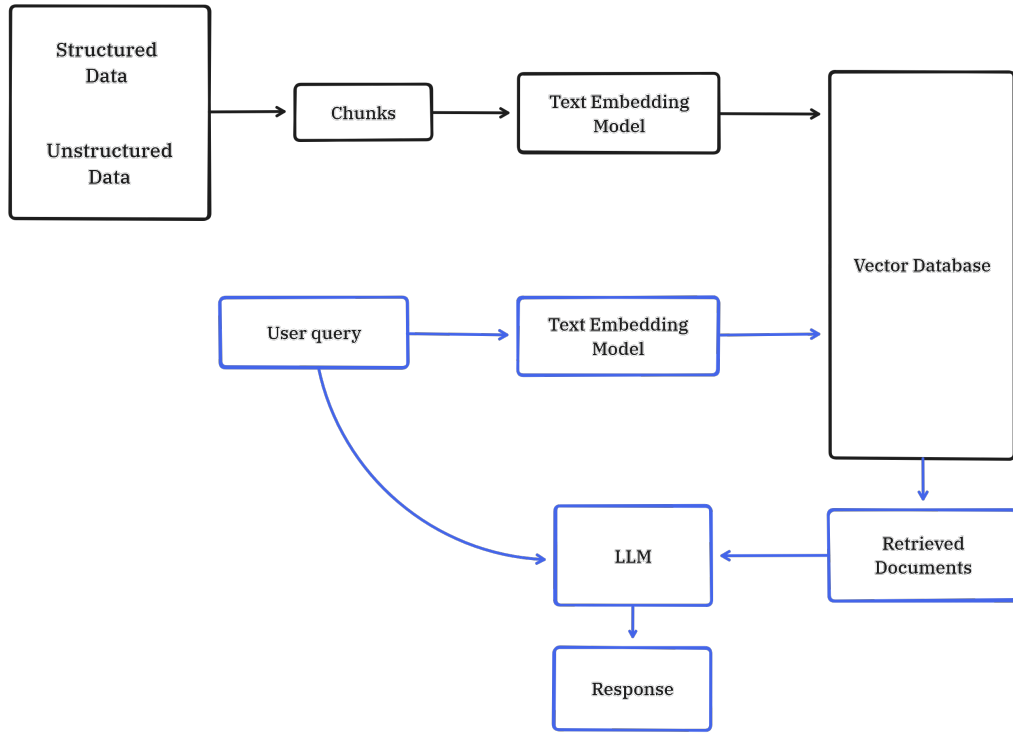 Structured
Data
Unstructured
Data
Chunks
Text Embedding
Model
Vector Database
User query
Text Embedding
Model
LLM
Retrieved
Documents
Response